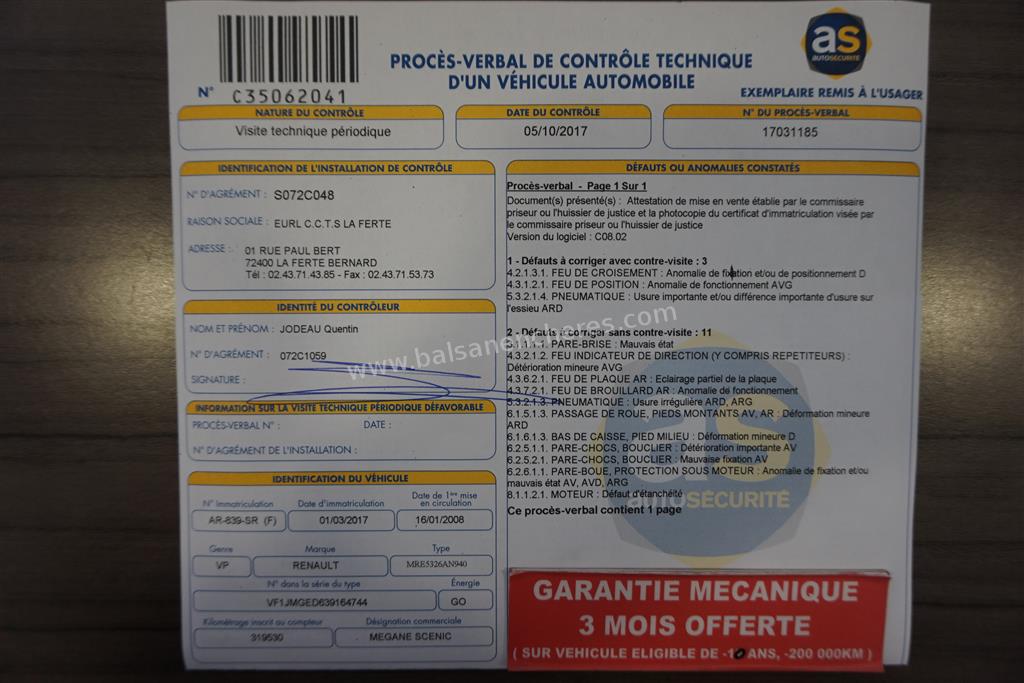 C35062041
N°
PROCÈS-VERBAL DE CONTRÔLE TECHNIQUE
D'UN VÉHICULE AUTOMOBILE
as
autoSÉCURITÉ
EXEMPLAIRE REMIS À L'USAGER
NATURE DU CONTRÔLE
Visite technique périodique
DATE DU CONTRÔLE
05/10/2017
N° DU PROCÈS-VERBAL
17031185
IDENTIFICATION DE L'INSTALLATION DE CONTRÔLE
N° D'AGRÉMENT : S072C048
RAISON SOCIALE : EURL C.C.T.S LA FERTE
ADRESSE : 01 RUE PAUL BERT
72400 LA FERTE BERNARD
Tél : 02.43.71.43.85 - Fax : 02.43.71.53.73
IDENTITÉ DU CONTRÔLEUR
NOM ET PRÉNOM : JODEAU Quentin
N° D'AGRÉMENT : 072C1059
SIGNATURE :
INFORMATION SUR LA VISITE TECHNIQUE PÉRIODIQUE DÉFAVORABLE
PROCÈS-VERBAL N° : DATE :
N° D'AGRÉMENT DE L'INSTALLATION :
IDENTIFICATION DU VÉHICULE
N° Immatriculation Date d'immatriculation Date de 1ère mise
en circulation
AR-839-SR (F) 01/03/2017 16/01/2008
Genre Marque Type
VP RENAULT MRE5326AN940
N° dans la série du type Énergie
VF1JMGED639164744 GO
Kilométrage inscrit au compteur Désignation commerciale
319530 MEGANE SCENIC
DÉFAUTS OU ANOMALIES CONSTATÉS
Procès-verbal - Page 1 Sur 1
Document(s) présenté(s) : Attestation de mise en vente établie par le commissaire
priseur ou l'huissier de justice et la photocopie du certificat d'immatriculation visée par
le commissaire priseur ou l'huissier de justice
Version du logiciel : C08.02
1 - Défauts à corriger avec contre-visite : 3
4.2.1.3.1. FEU DE CROISEMENT : Anomalie de fixation et/ou de positionnement D
4.3.1.2.1. FEU DE POSITION : Anomalie de fonctionnement AVG
5.3.2.1.4. PNEUMATIQUE : Usure importante et/ou différence importante d'usure sur
l'essieu ARD
2 - Défauts à corriger sans contre-visite : 11
PARE-BRISE : Mauvais état
4.3.2.1.2. FEU INDICATEUR DE DIRECTION (Y COMPRIS REPETITEURS) :
Détérioration mineure AVG
4.3.6.2.1. FEU DE PLAQUE AR : Eclairage partiel de la plaque
4.3.7.2.1. FEU DE BROUILLARD AR : Anomalie de fonctionnement
5.3.2.1.3. PNEUMATIQUE : Usure irrégulière ARD, ARG
6.1.5.1.3. PASSAGE DE ROUE, PIEDS MONTANTS AV, AR : Déformation mineure
ARD
6.1.6.1.3. BAS DE CAISSE, PIED MILIEU : Déformation mineure D
6.2.5.1.1. PARE-CHOCS, BOUCLIER : Détérioration importante AV
6.2.5.2.1. PARE-CHOCS, BOUCLIER : Mauvaise fixation AV
6.2.6.1.1. PARE-BOUE, PROTECTION SOUS MOTEUR : Anomalie de fixation et/ou
mauvais état AV, AVD, ARG
8.1.1.2.1. MOTEUR : Défaut d'étanchéité
Ce procès-verbal contient 1 page
as
autoSÉCURITÉ
GARANTIE MECANIQUE
3 MOIS OFFERTE
( SUR VEHICULE ELIGIBLE DE -10 ANS, -200 000KM )
www.balsanencheres.com